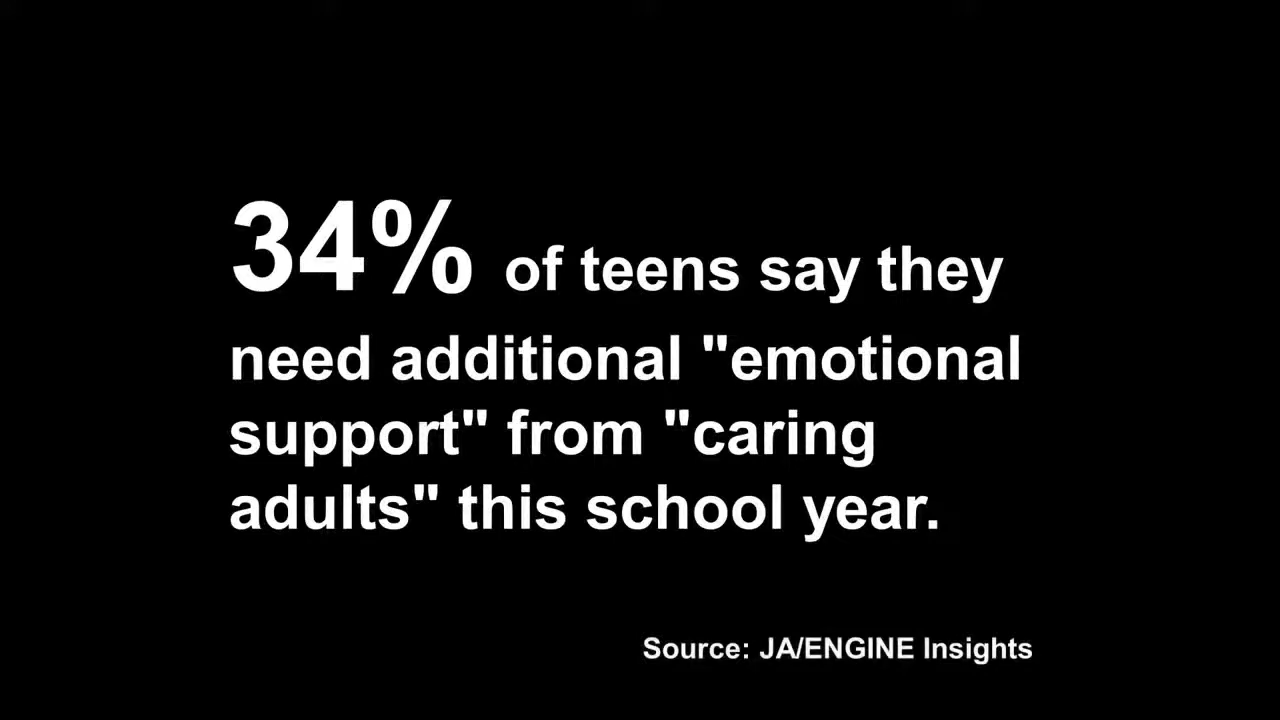 34% of teens say they
need additional "emotional
support" from "caring
adults" this school year.
Source: JA/ENGINE Insights